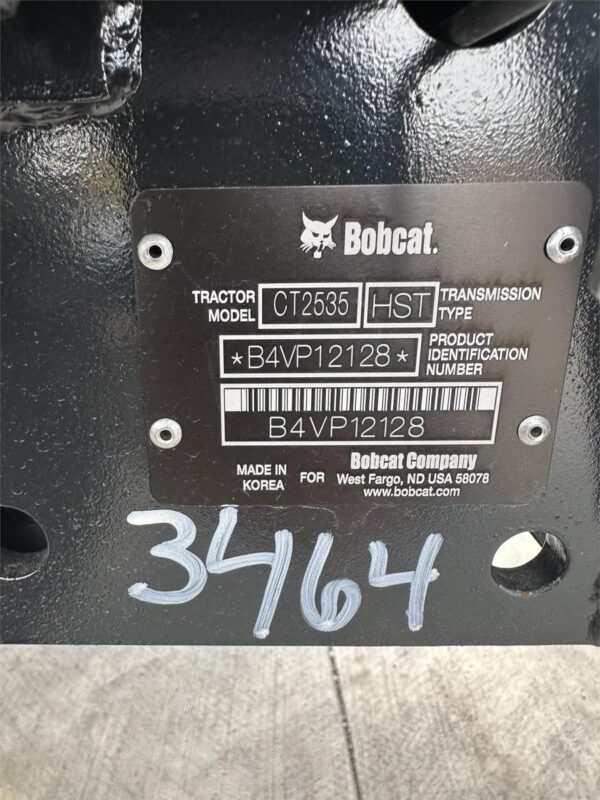 Bobcat.
TRACTOR MODEL CT2535 HST TRANSMISSION TYPE
*B4VP12128* PRODUCT IDENTIFICATION NUMBER
B4VP12128
MADE IN KOREA FOR Bobcat Company
West Fargo, ND USA 58078
www.bobcat.com
3464